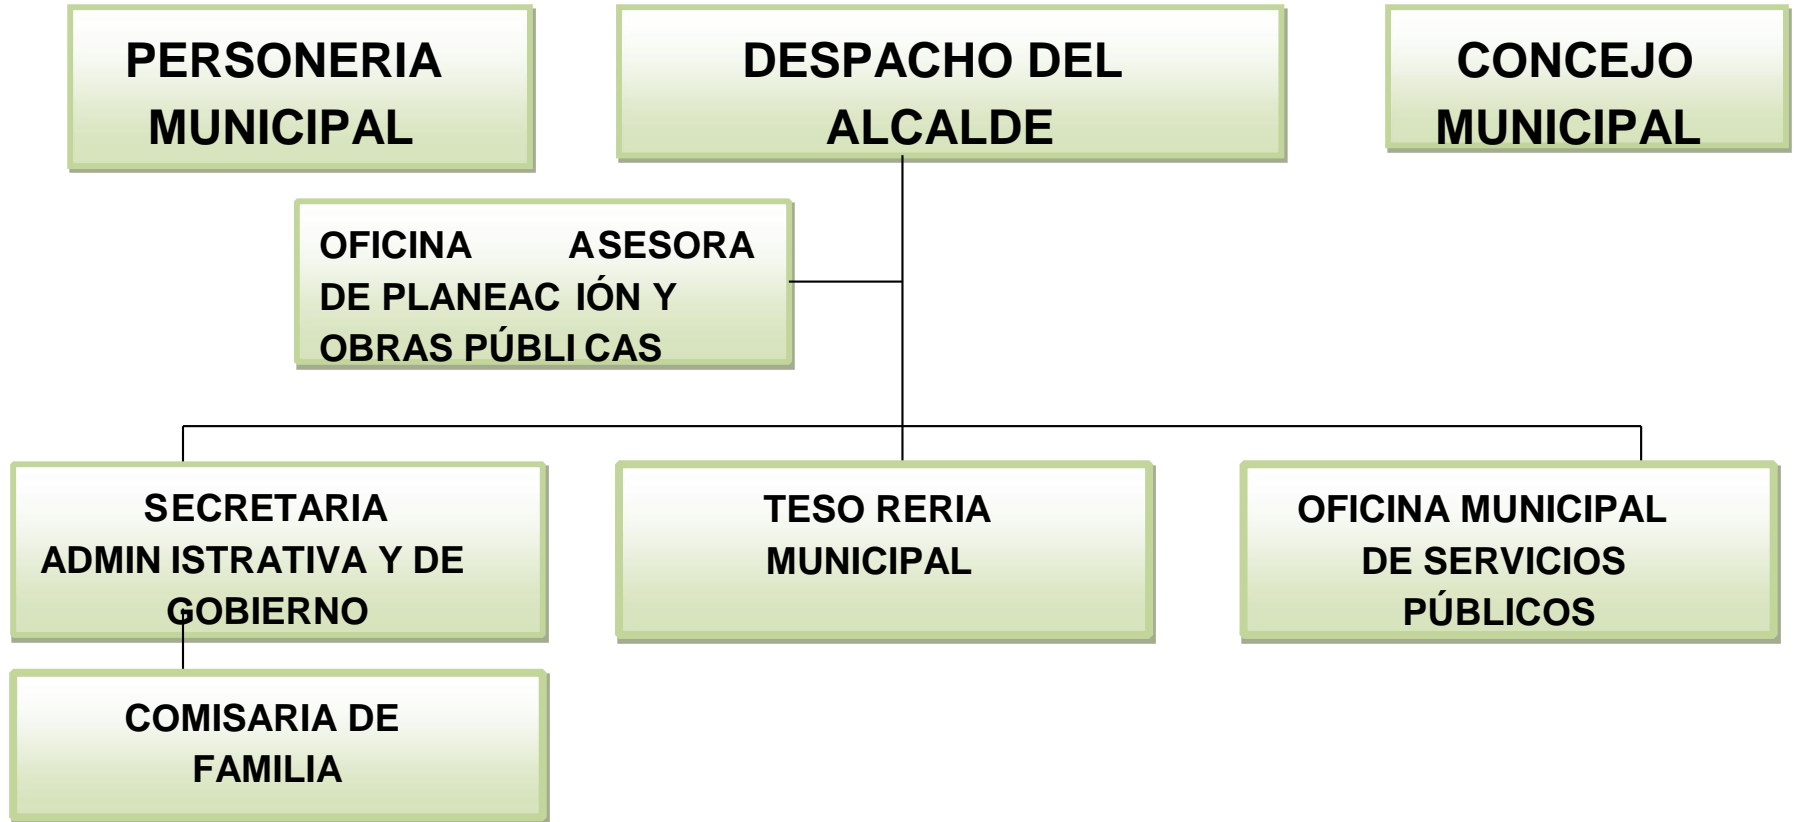 PERSONERIA
MUNICIPAL
DESPACHO DEL
ALCALDE
CONCEJO
MUNICIPAL
OFICINA ASESORA
DE PLANEAC IÓN Y
OBRAS PÚBLI CAS
SECRETARIA
ADMIN ISTRATIVA Y DE
GOBIERNO
TESO RERIA
MUNICIPAL
OFICINA MUNICIPAL
DE SERVICIOS
PÚBLICOS
COMISARIA DE
FAMILIA